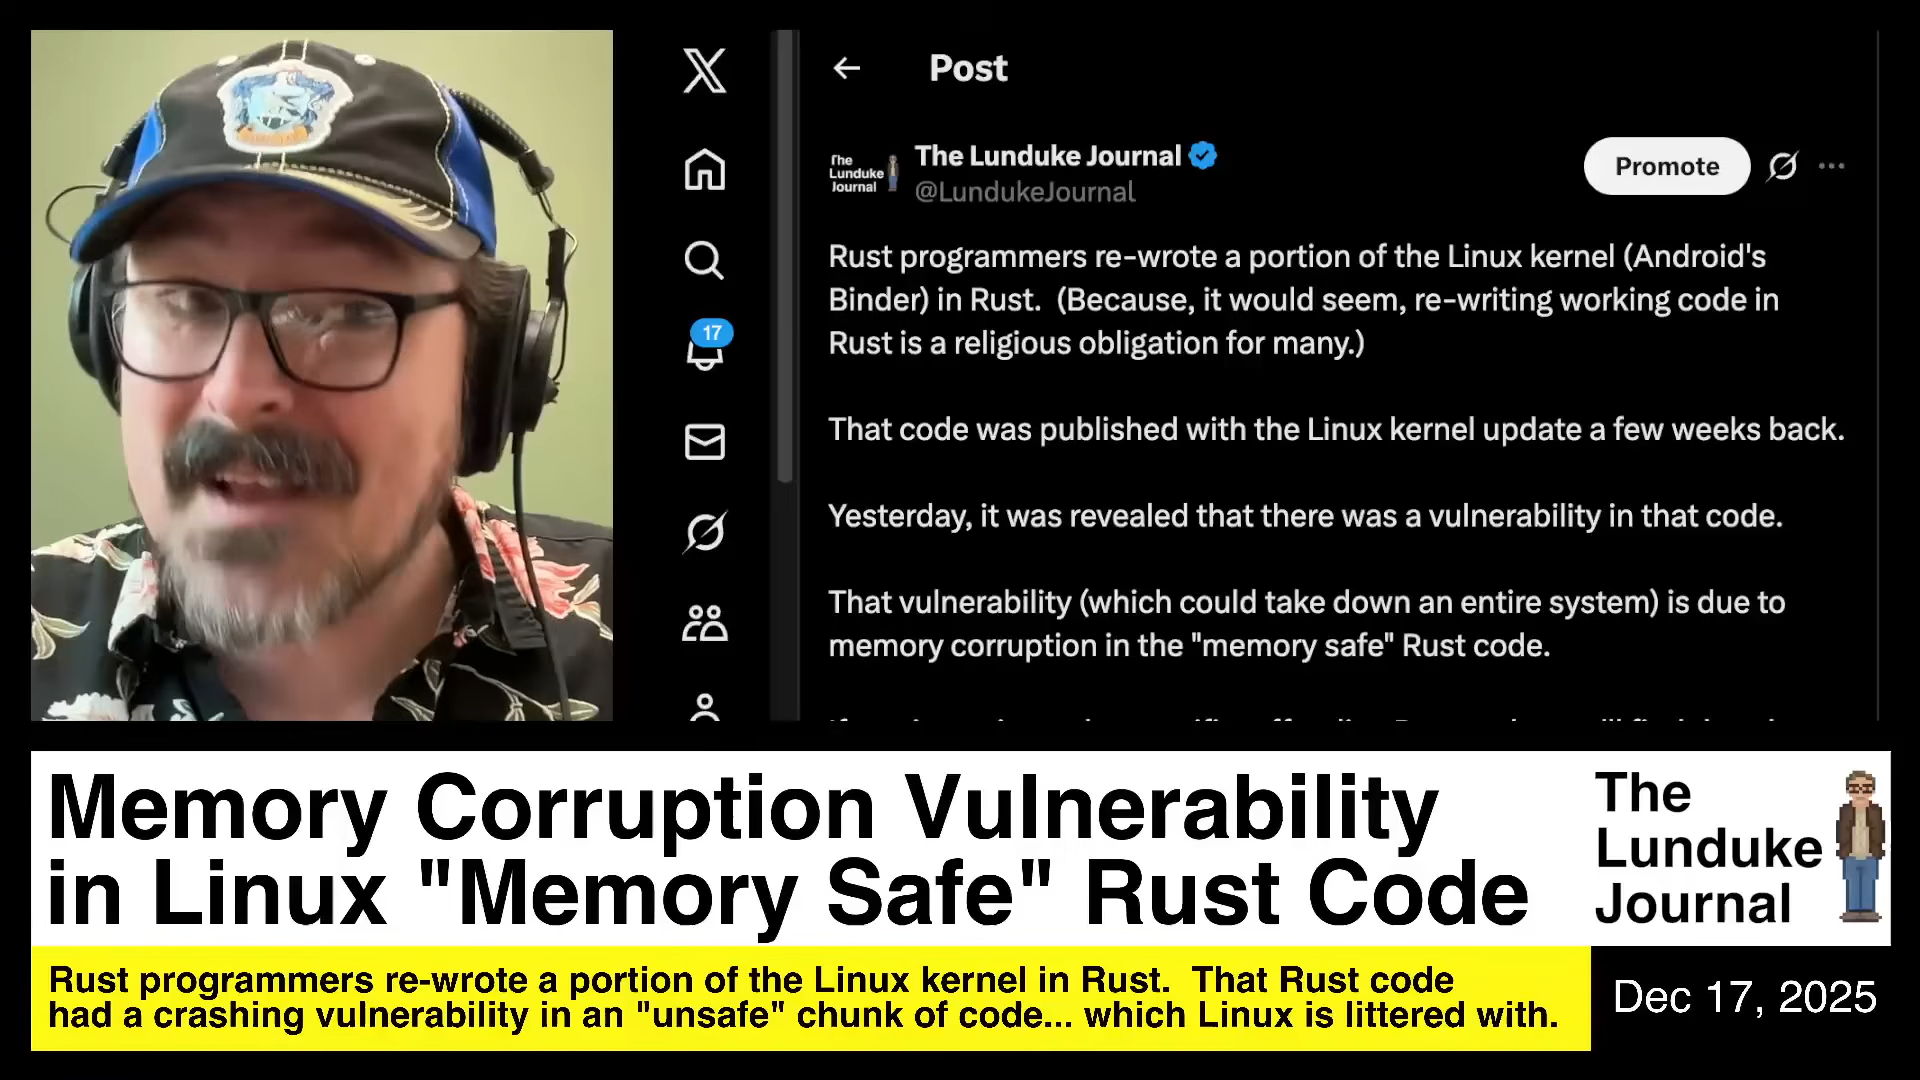 Post
The Lunduke Journal
The
Lunduke
Journal
@LundukeJournal
Promote
17
Rust programmers re-wrote a portion of the Linux kernel (Android's
Binder) in Rust.  (Because, it would seem, re-writing working code in
Rust is a religious obligation for many.)
That code was published with the Linux kernel update a few weeks back.
Yesterday, it was revealed that there was a vulnerability in that code.
That vulnerability (which could take down an entire system) is due to
memory corruption in the "memory safe" Rust code.
Memory Corruption Vulnerability
in Linux "Memory Safe" Rust Code
The
Lunduke
Journal
Rust programmers re-wrote a portion of the Linux kernel in Rust.  That Rust code
had a crashing vulnerability in an "unsafe" chunk of code... which Linux is littered with.
Dec 17, 2025